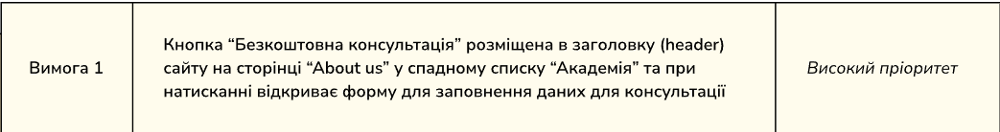 Кнопка “Безкоштовна консультація” розміщена в заголовку (header)
Вимога 1
сайту на сторінці “About us” у спадному списку “Академія” та при
Високий пріоритет
натисканні відкриває форму для заповнення даних для консультації